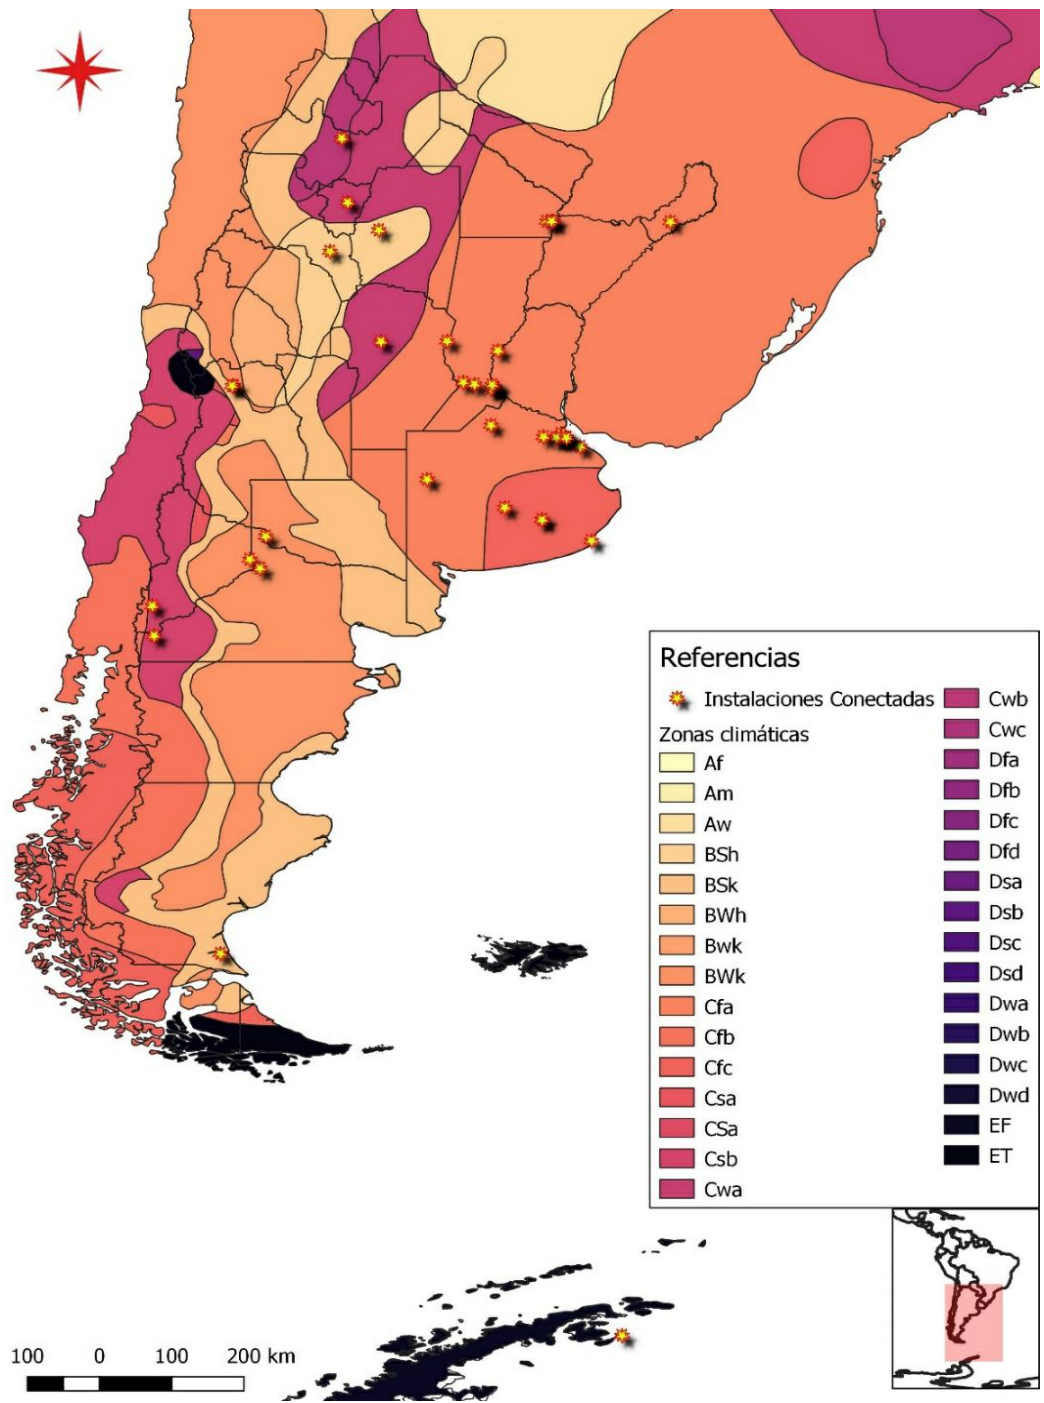 Referencias
Instalaciones Conectadas
Zonas climáticas
Af
Am
Aw
BSh
BSk
BWh
Bwk
BWk
Cfa
Cfb
Cfc
Csa
CSa
Csb
Cwa
Cwb
Cwc
Dfa
Dfb
Dfc
Dfd
Dsa
Dsb
Dsc
Dsd
Dwa
Dwb
Dwc
Dwd
EF
ET
100 0 100 200 km